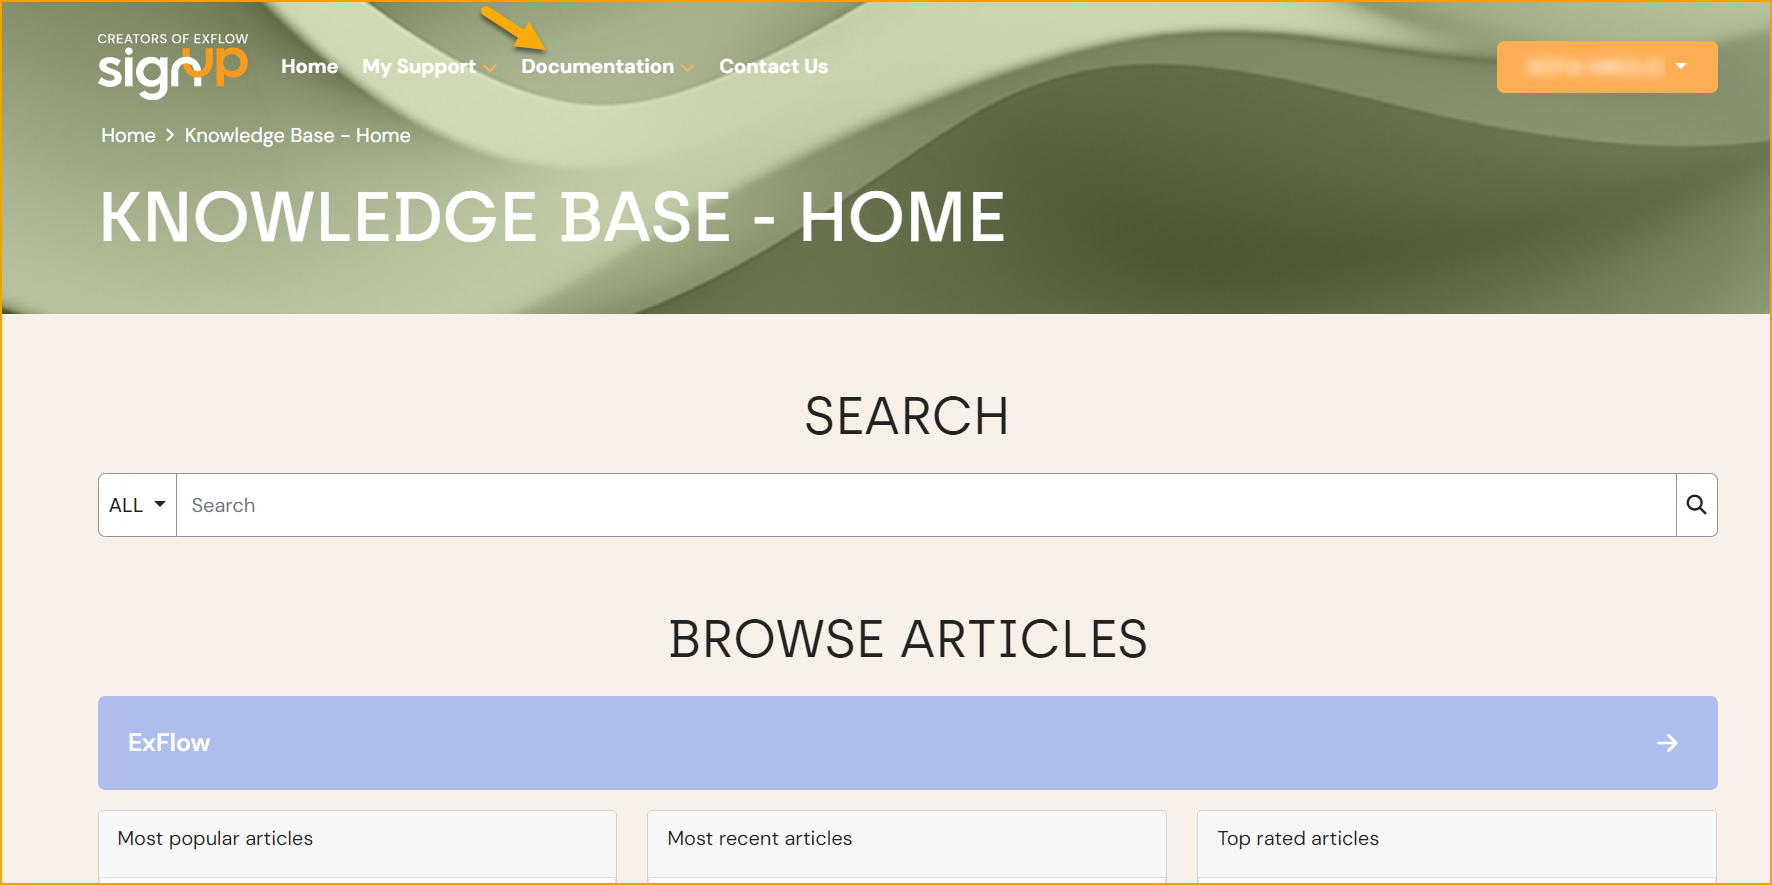 CREATORS OF EXFLOW
signUP
Home My Support Documentation Contact Us
Home > Knowledge Base - Home
KNOWLEDGE BASE - HOME
SEARCH
ALL Search
BROWSE ARTICLES
ExFlow
Most popular articles
Most recent articles
Top rated articles